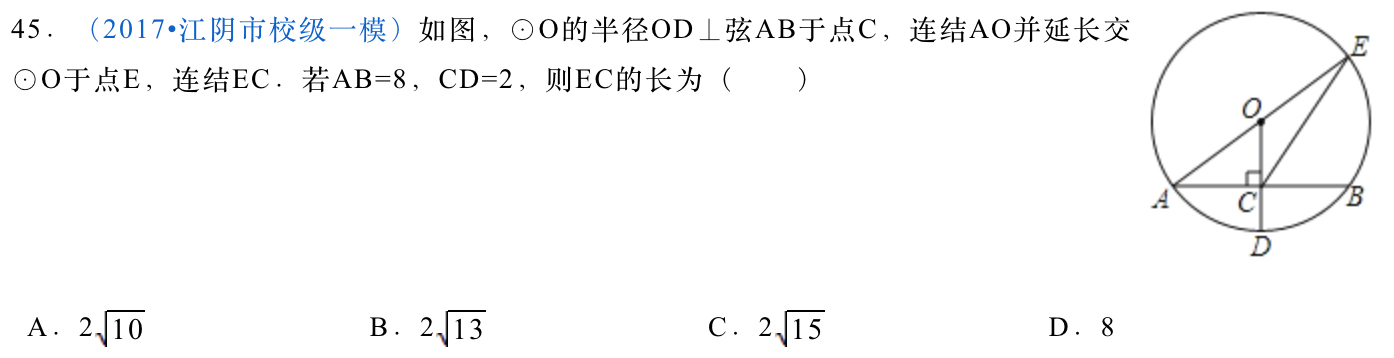 45．（2017•江阴市校级一模）如图，⊙O的半径OD⊥弦AB于点C，连结AO并延长交
⊙O于点E，连结EC．若AB=8，CD=2，则EC的长为（　　）
E
O
A
C
B
D
A．2√10 B．2√13 C．2√15 D．8